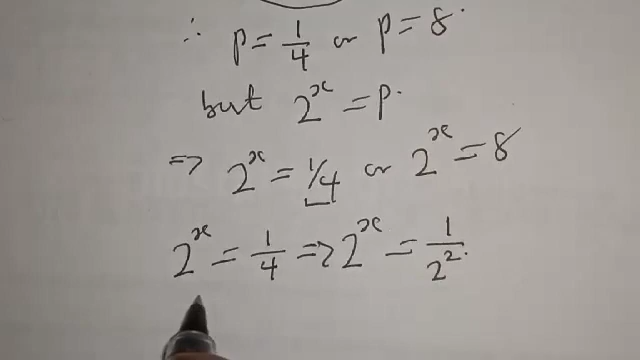 ∴ p = 1/4 or p = 8.
but 2^x = p.
=> 2^x = 1/4 or 2^x = 8
2^x = 1/4 => 2^x = 1/2^2.